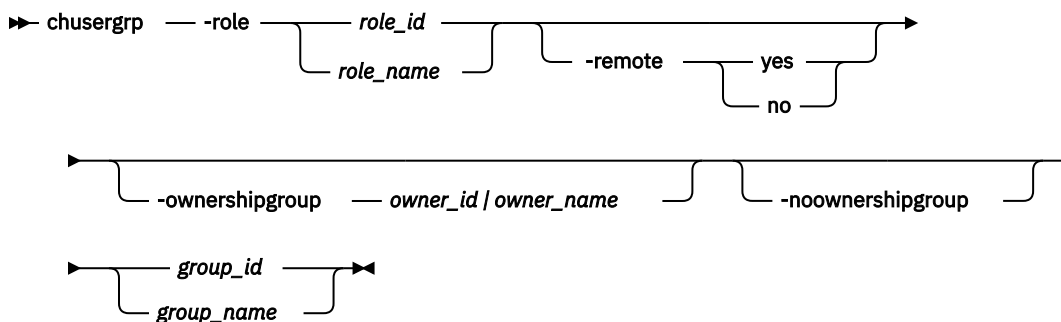 chusergrp -role role_id
role_name
-remote yes
no
-ownershipgroup owner_id / owner_name -noownershipgroup
group_id
group_name